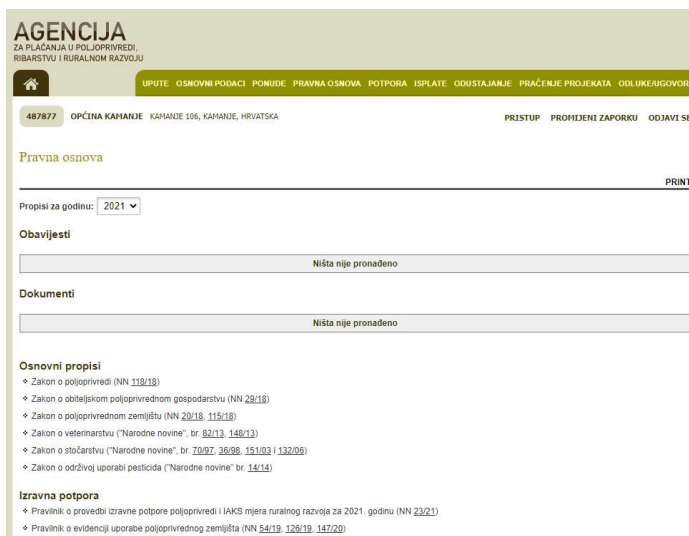 AGENCIJA
ZA PLAĆANJA U POLJOPRIVREDI,
RIBARSTVU I RURALNOM RAZVOJU
UPUTE OSNOVNI PODACI PONUDE PRAVNA OSNOVA POTPORA ISPLATE ODUSTAJANJE PRAČENJE PROJEKATA ODLUKE/UGOVOR
487877 OPĆINA KAMANJE KAMANJE 106, KAMANJE, HRVATSKA PRISTUP PROMIJENI ZAPORKU ODJAVI SE
Pravna osnova
PRINT
Propisi za godinu: 2021
Obavijesti
Ništa nije pronađeno
Dokumenti
Ništa nije pronađeno
Osnovni propisi
Zakon o poljoprivredi (NN 118/18)
Zakon o obiteljskom poljoprivrednom gospodarstvu (NN 29/18)
Zakon o poljoprivrednom zemljištu (NN 20/18, 115/18)
Zakon o veterinarstvu ("Narodne novine", br. 82/13, 148/13)
Zakon o stočarstvu ("Narodne novine", br. 70/97, 36/98, 151/03 i 132/06)
Zakon o održivoj uporabi pesticida ("Narodne novine" br. 14/14)
Izravna potpora
Pravilnik o provedbi izravne potpore poljoprivredi i IAKS mjera ruralnog razvoja za 2021. godinu (NN 23/21)
Pravilnik o evidenciji uporabe poljoprivrednog zemljišta (NN 54/19, 126/19, 147/20)